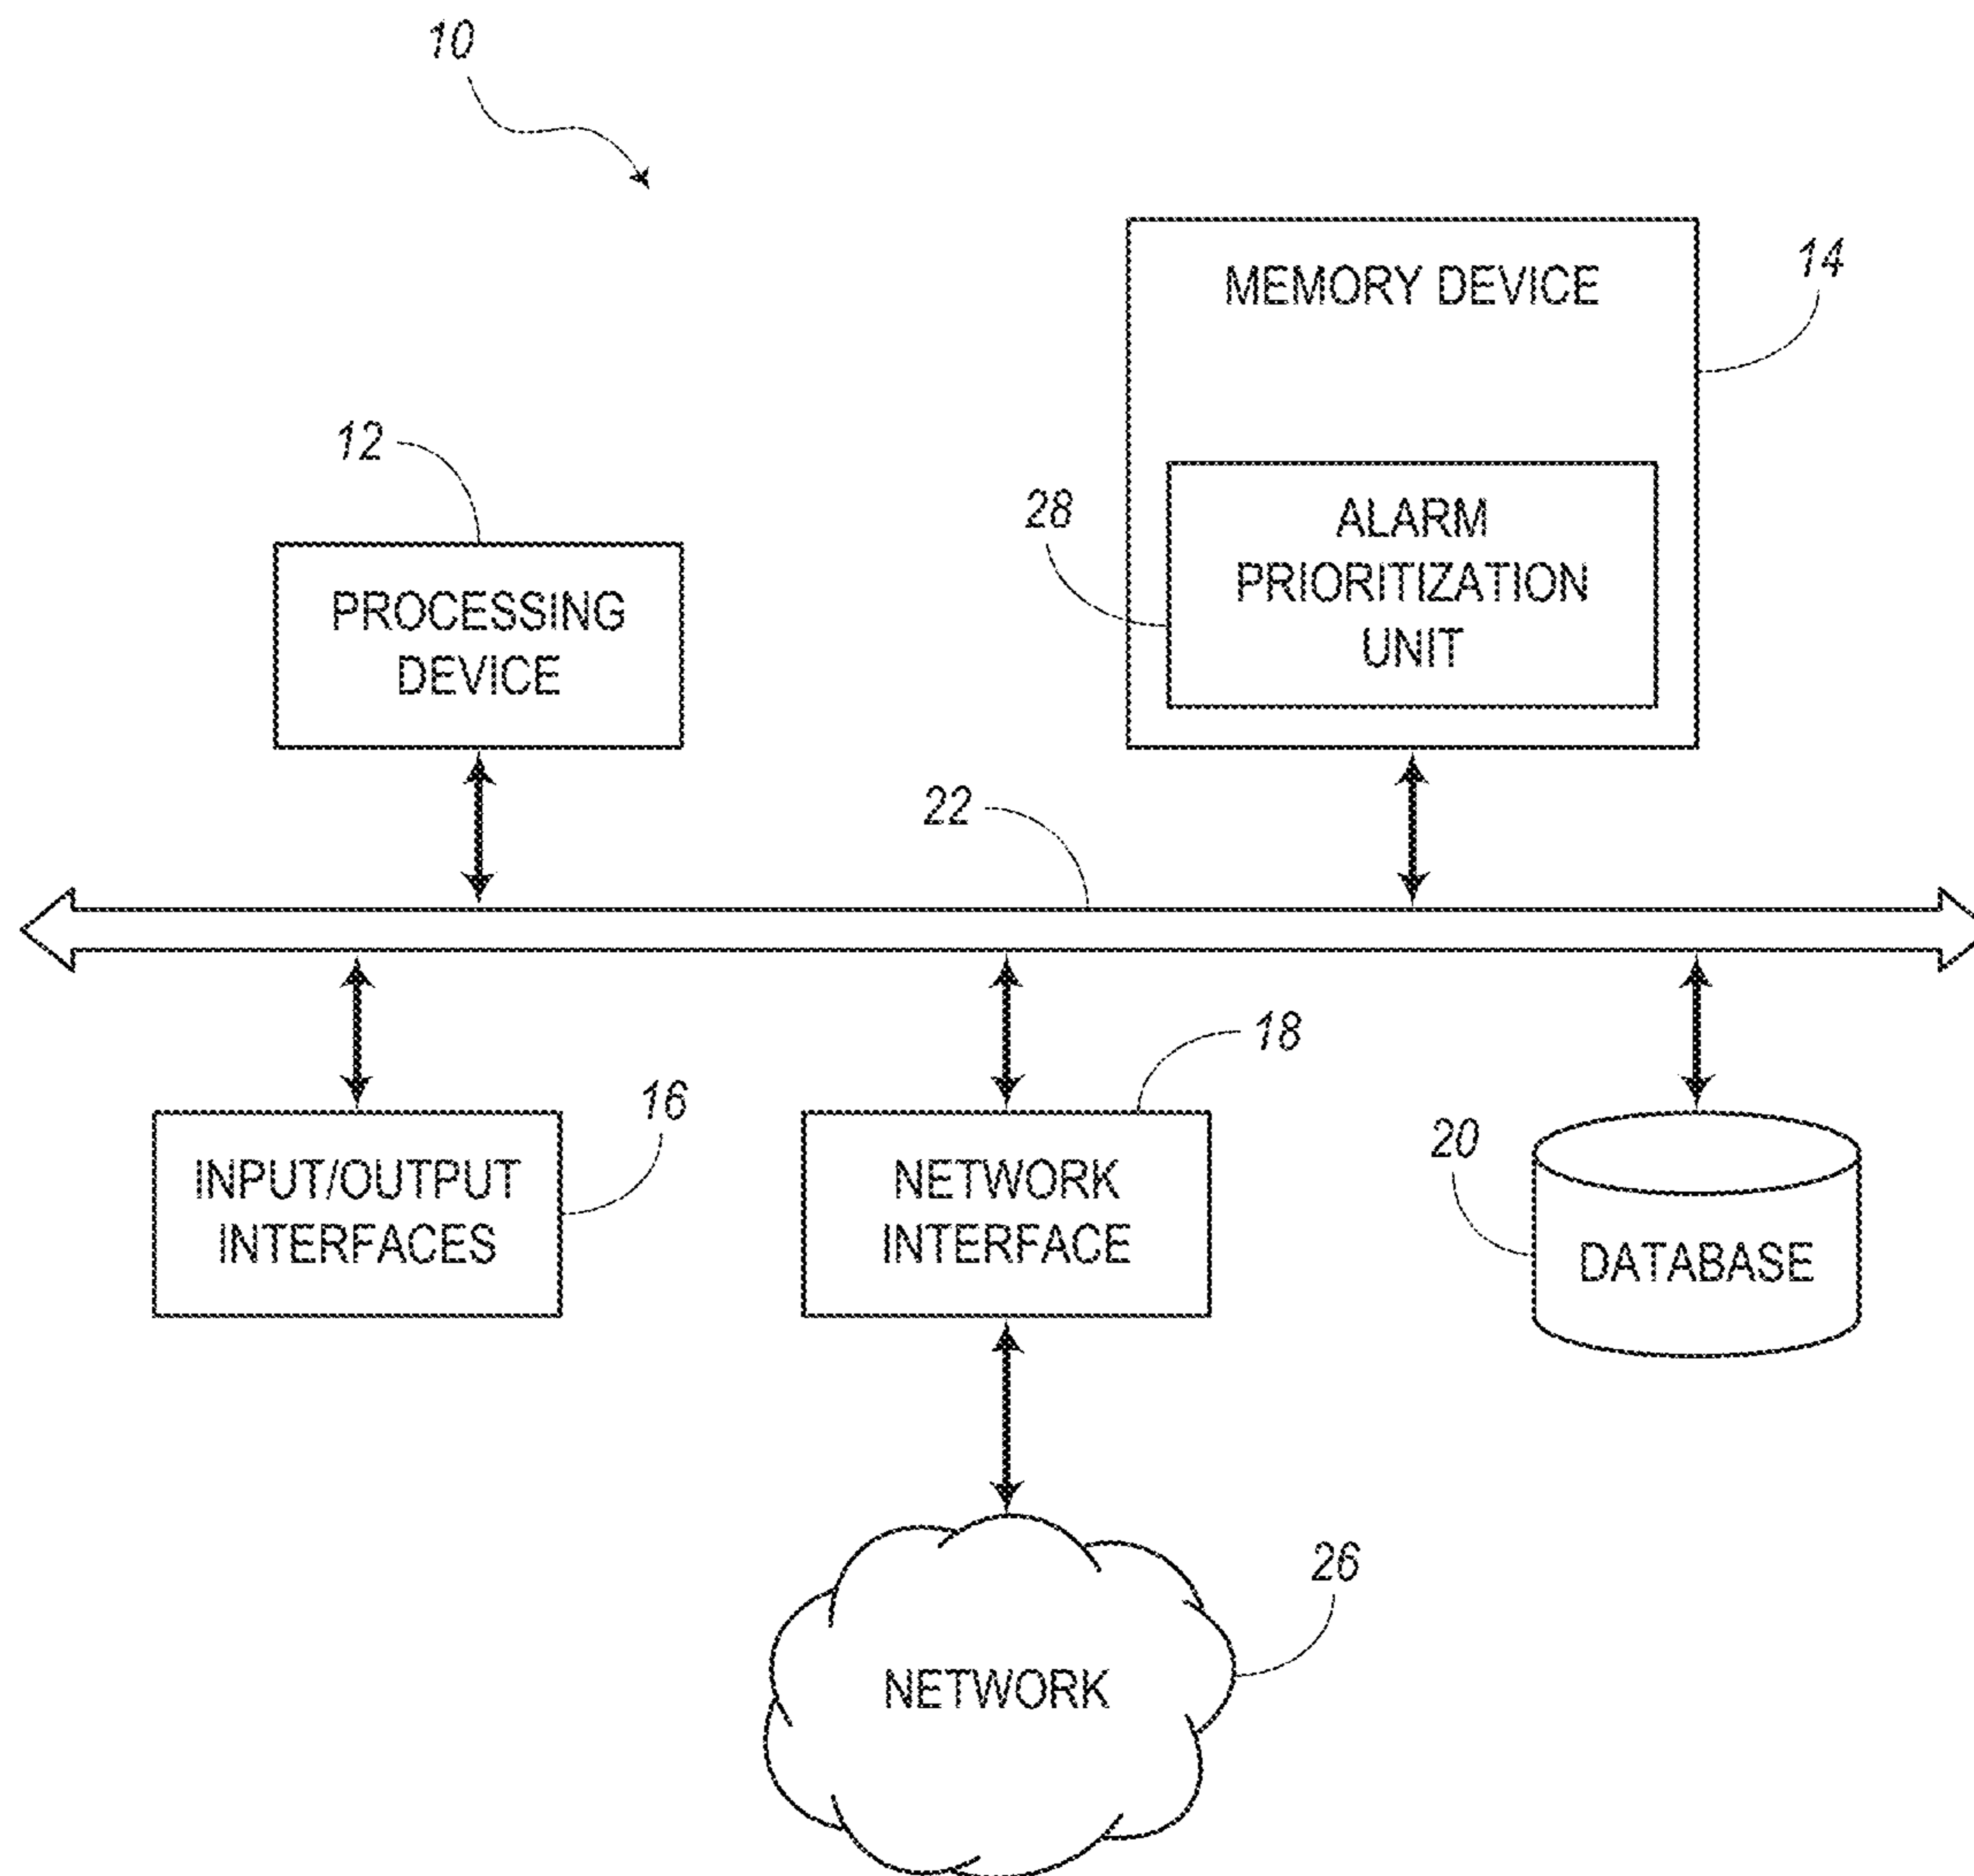 10
MEMORY DEVICE
14
12
28
ALARM
PRIORITIZATION
UNIT
PROCESSING
DEVICE
22
18
16
INPUT/OUTPUT
INTERFACES
NETWORK
INTERFACE
20
DATABASE
26
NETWORK